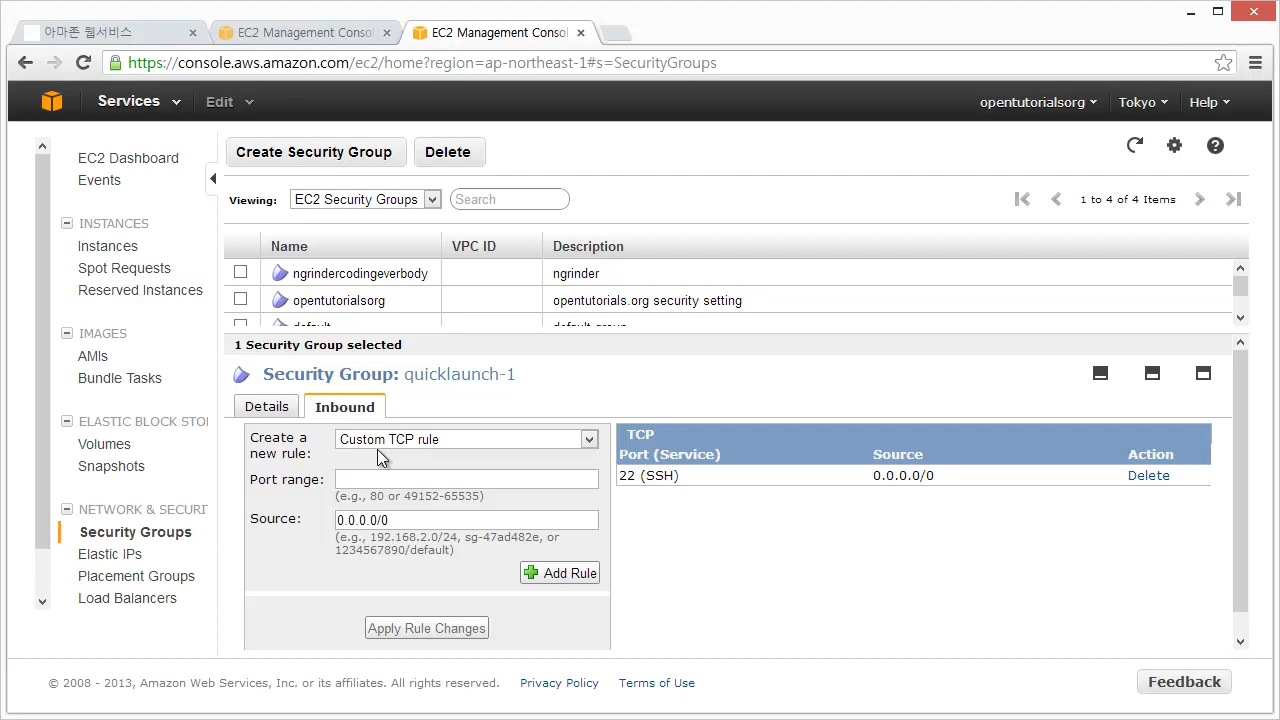 아마존 웹서비스
EC2 Management Consol
EC2 Management Consol
https://console.aws.amazon.com/ec2/home?region=ap-northeast-1#s=SecurityGroups
Services
Edit
opentutorialsorg
Tokyo
Help
EC2 Dashboard
Events
INSTANCES
Instances
Spot Requests
Reserved Instances
IMAGES
AMIs
Bundle Tasks
ELASTIC BLOCK STO
Volumes
Snapshots
NETWORK & SECURIT
Security Groups
Elastic IPs
Placement Groups
Load Balancers
Create Security Group
Delete
Viewing:
EC2 Security Groups
Search
1 to 4 of 4 Items
Name VPC ID Description
ngrindercodingeverbody ngrinder
opentutorialsorg opentutorials.org security setting
default default group
1 Security Group selected
Security Group: quicklaunch-1
Details
Inbound
Create a
new rule:
Custom TCP rule
Port range:
(e.g., 80 or 49152-65535)
Source:
0.0.0.0/0
(e.g., 192.168.2.0/24, sg-47ad482e, or
1234567890/default)
Add Rule
Apply Rule Changes
TCP
Port (Service) Source Action
22 (SSH) 0.0.0.0/0 Delete
© 2008 - 2013, Amazon Web Services, Inc. or its affiliates. All rights reserved.
Privacy Policy
Terms of Use
Feedback